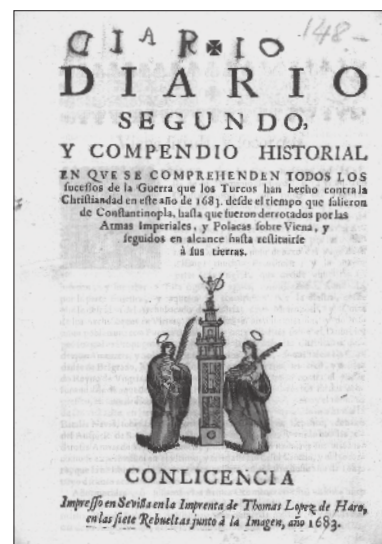 148.-
DIAR✠IO
DIARIO
SEGUNDO,
Y COMPENDIO HISTORIAL
EN QVE SE COMPREHENDEN TODOS LOS
sucessos de la Guerra que los Turcos han hecho contra la
Christiandad en este año de 1683. desde el tiempo que salieron
de Constantinopla, hasta que fueron derrotados por las
Armas Imperiales, y Polacas sobre Viena, y
seguidos en alcance hasta restituirse
à sus tierras.
CONLICENCIA
Impresso en Sevilla en la Imprenta de Thomas Lopez de Haro,
en las siete Rebueltas junto à la Imagen, año 1683.